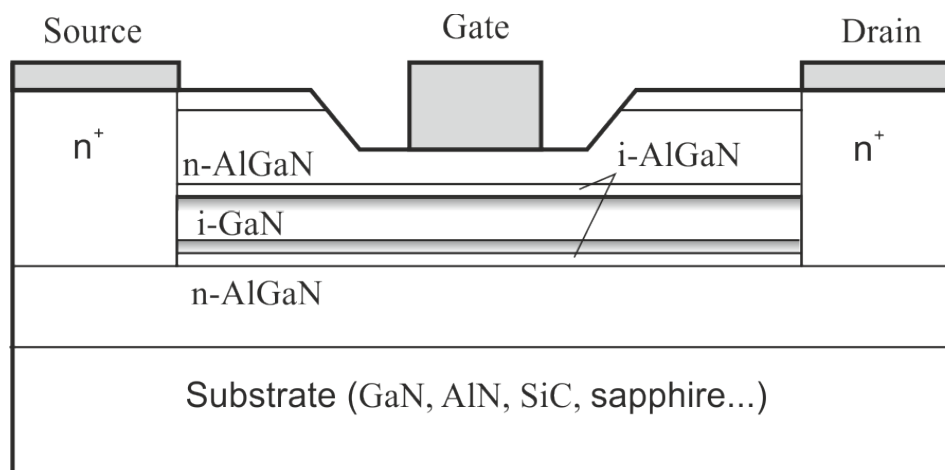 Source
Gate
Drain
n+
n-AlGaN
i-AlGaN
n+
i-GaN
n-AlGaN
Substrate (GaN, AlN, SiC, sapphire...)